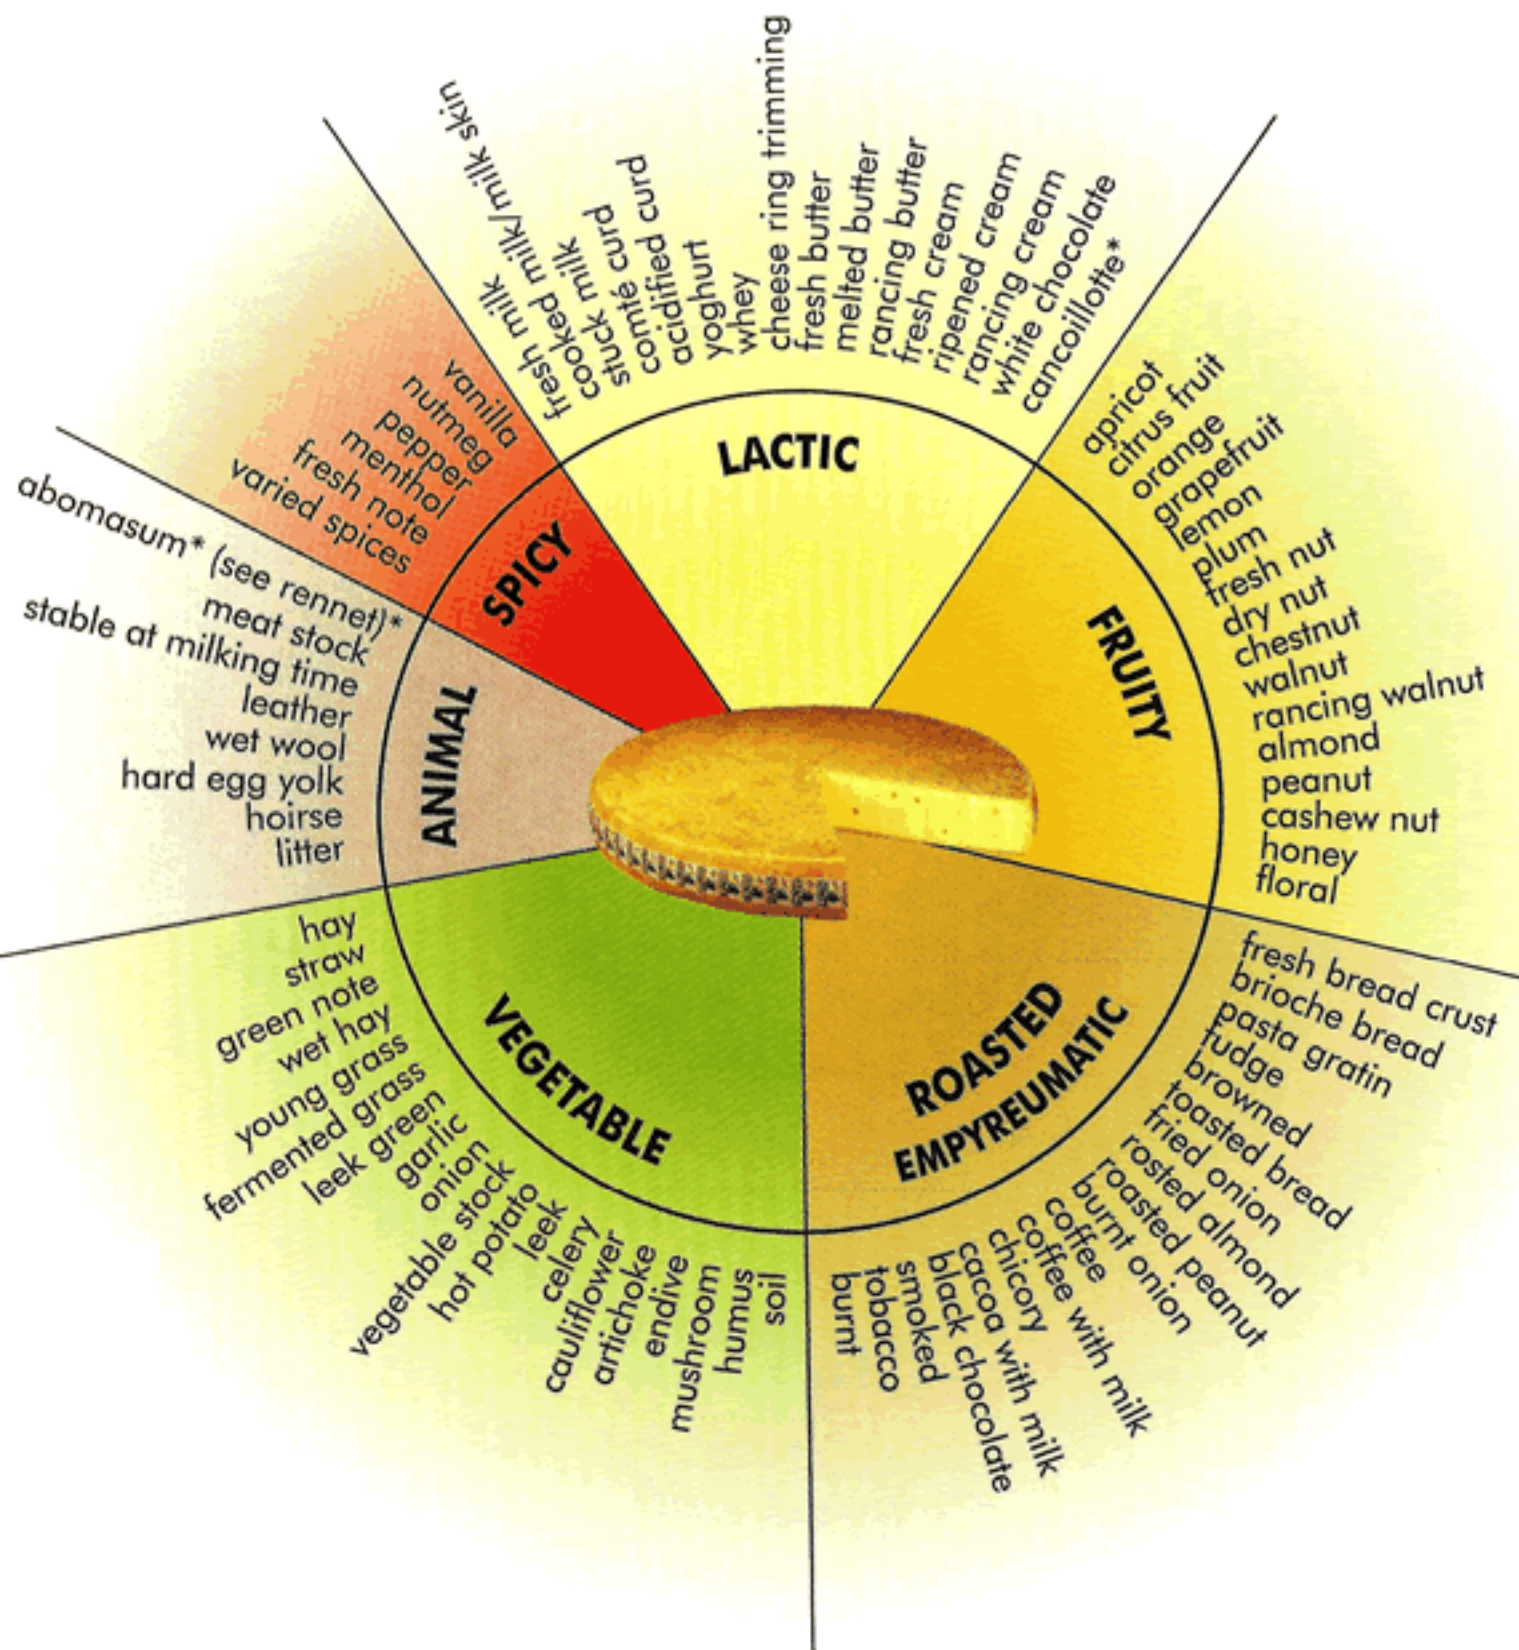 LACTIC
fresh milk
cooked milk/milk skin
stuck milk
comté curd
acidified curd
yoghurt
whey
cheese ring trimming
fresh butter
melted butter
rancing butter
fresh cream
ripened cream
rancing cream
white chocolate
cancoillotte*
FRUITY
apricot
citrus fruit
orange
grapefruit
lemon
plum
fresh nut
dry nut
chestnut
walnut
rancing walnut
almond
peanut
cashew nut
honey
floral
ROASTED
EMPYREUMATIC
fresh bread crust
brioche bread
pasta gratin
fudge
browned
toasted bread
fried onion
rosted almond
roasted peanut
burnt onion
coffee
coffee with milk
chicory
cacoa with milk
black chocolate
smoked
tobacco
burnt
VEGETABLE
hay
straw
green note
wet hay
young grass
fermented grass
leek green
garlic
onion
vegetable stock
hot potato
leek
celery
cauliflower
artichoke
endive
mushroom
humus
soil
ANIMAL
abomasum* (see rennet)*
meat stock
stable at milking time
leather
wet wool
hard egg yolk
hoirse
litter
SPICY
vanilla
nutmeg
pepper
menthol
fresh note
varied spices